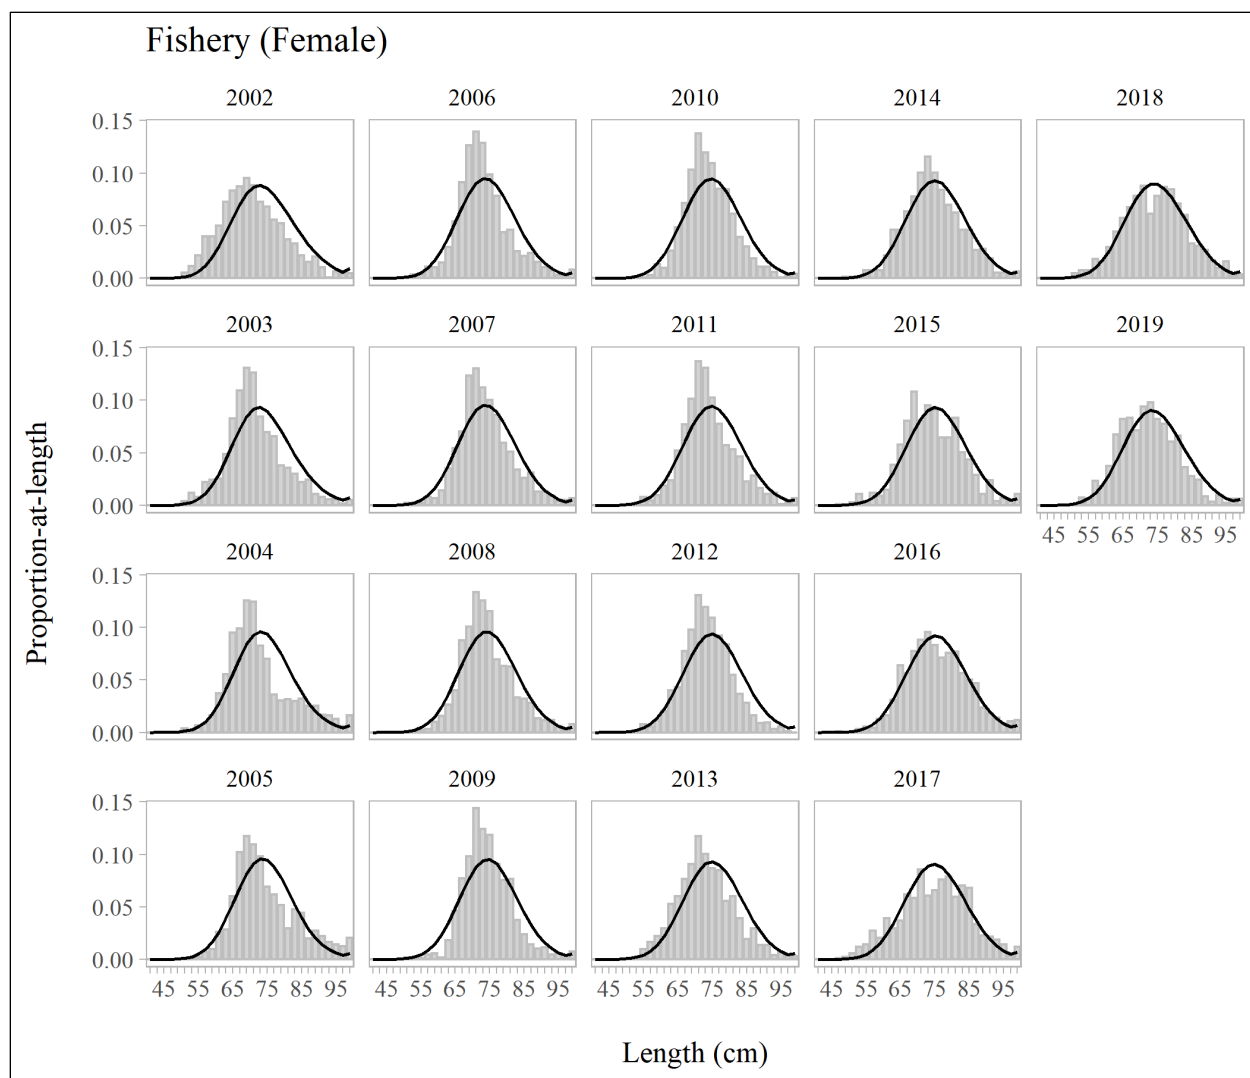 Fishery (Female)
2002 2006 2010 2014 2018
0.15
0.10
0.05
0.00
2003 2007 2011 2015 2019
0.15
0.10
0.05
0.00
45 55 65 75 85 95
2004 2008 2012 2016
0.15
0.10
0.05
0.00
2005 2009 2013 2017
0.15
0.10
0.05
0.00
45 55 65 75 85 95 45 55 65 75 85 95 45 55 65 75 85 95 45 55 65 75 85 95
Proportion-at-length
Length (cm)